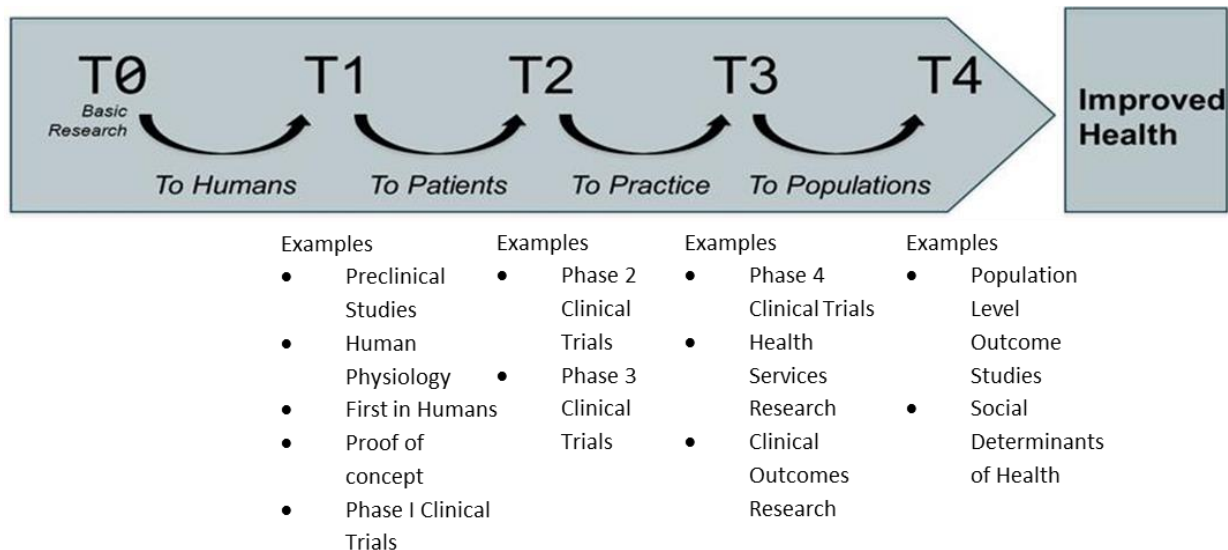 T0 T1 T2 T3 T4
Basic
Research
To Humans To Patients To Practice To Populations
Improved
Health
Examples
• Preclinical
Studies
• Human
Physiology
• First in Humans
• Proof of
concept
• Phase I Clinical
Trials
Examples
• Phase 2
Clinical
Trials
• Phase 3
Clinical
Trials
Examples
• Phase 4
Clinical Trials
• Health
Services
Research
• Clinical
Outcomes
Research
Examples
• Population
Level
Outcome
Studies
• Social
Determinants
of Health